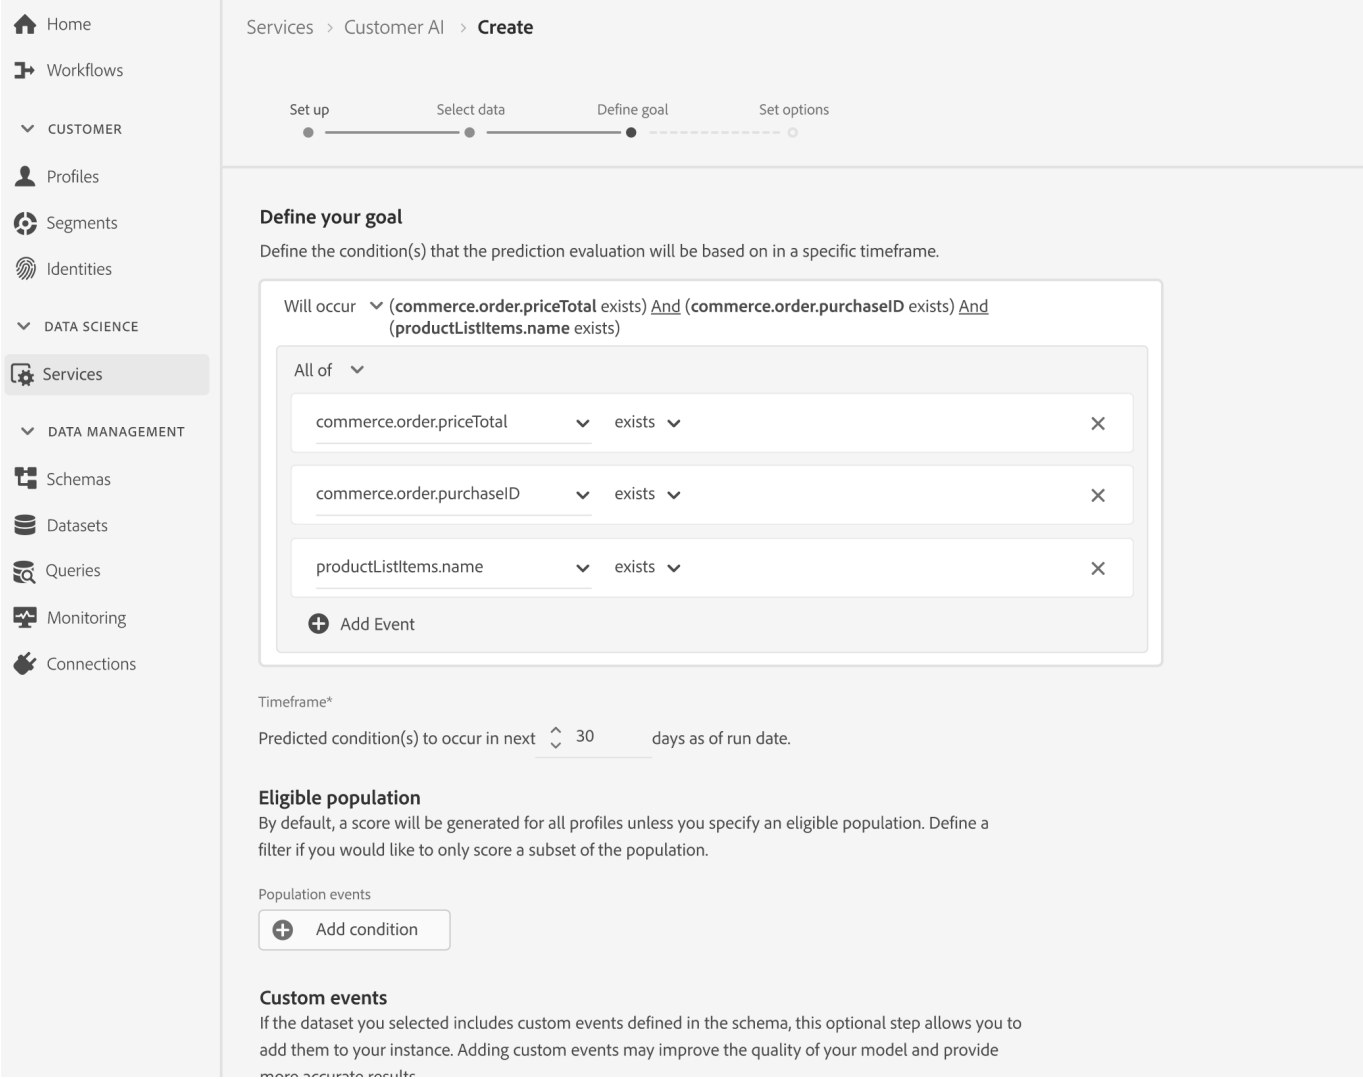 Home
Workflows
CUSTOMER
Profiles
Segments
Identities
DATA SCIENCE
Services
DATA MANAGEMENT
Schemas
Datasets
Queries
Monitoring
Connections
Services > Customer AI > Create
Set up Select data Define goal Set options
Define your goal
Define the condition(s) that the prediction evaluation will be based on in a specific timeframe.
Will occur (commerce.order.priceTotal exists) And (commerce.order.purchaseID exists) And
(productListItems.name exists)
All of
commerce.order.priceTotal exists
commerce.order.purchaseID exists
productListItems.name exists
Add Event
Timeframe*
Predicted condition(s) to occur in next 30 days as of run date.
Eligible population
By default, a score will be generated for all profiles unless you specify an eligible population. Define a
filter if you would like to only score a subset of the population.
Population events
Add condition
Custom events
If the dataset you selected includes custom events defined in the schema, this optional step allows you to
add them to your instance. Adding custom events may improve the quality of your model and provide
more accurate results.